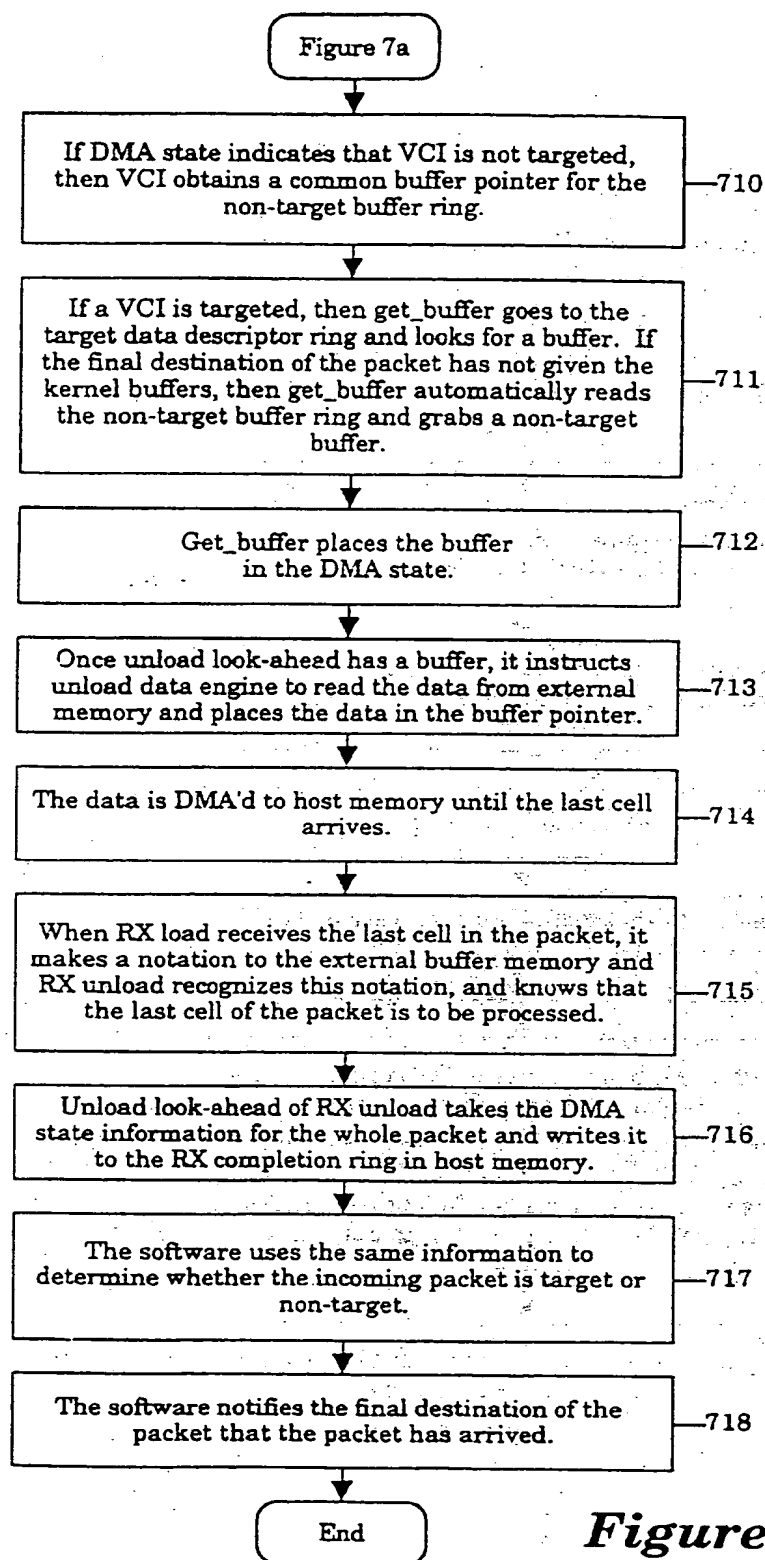 Figure 7a
If DMA state indicates that VCI is not targeted,
then VCI obtains a common buffer pointer for the
non-target buffer ring.
710
If a VCI is targeted, then get_buffer goes to the
target data descriptor ring and looks for a buffer. If
the final destination of the packet has not given the
kernel buffers, then get_buffer automatically reads
the non-target buffer ring and grabs a non-target
buffer.
711
Get_buffer places the buffer
in the DMA state.
712
Once unload look-ahead has a buffer, it instructs
unload data engine to read the data from external
memory and places the data in the buffer pointer.
713
The data is DMA'd to host memory until the last cell
arrives.
714
When RX load receives the last cell in the packet, it
makes a notation to the external buffer memory and
RX unload recognizes this notation, and knows that
the last cell of the packet is to be processed.
715
Unload look-ahead of RX unload takes the DMA
state information for the whole packet and writes it
to the RX completion ring in host memory.
716
The software uses the same information to
determine whether the incoming packet is target or
non-target.
717
The software notifies the final destination of the
packet that the packet has arrived.
718
End
Figure